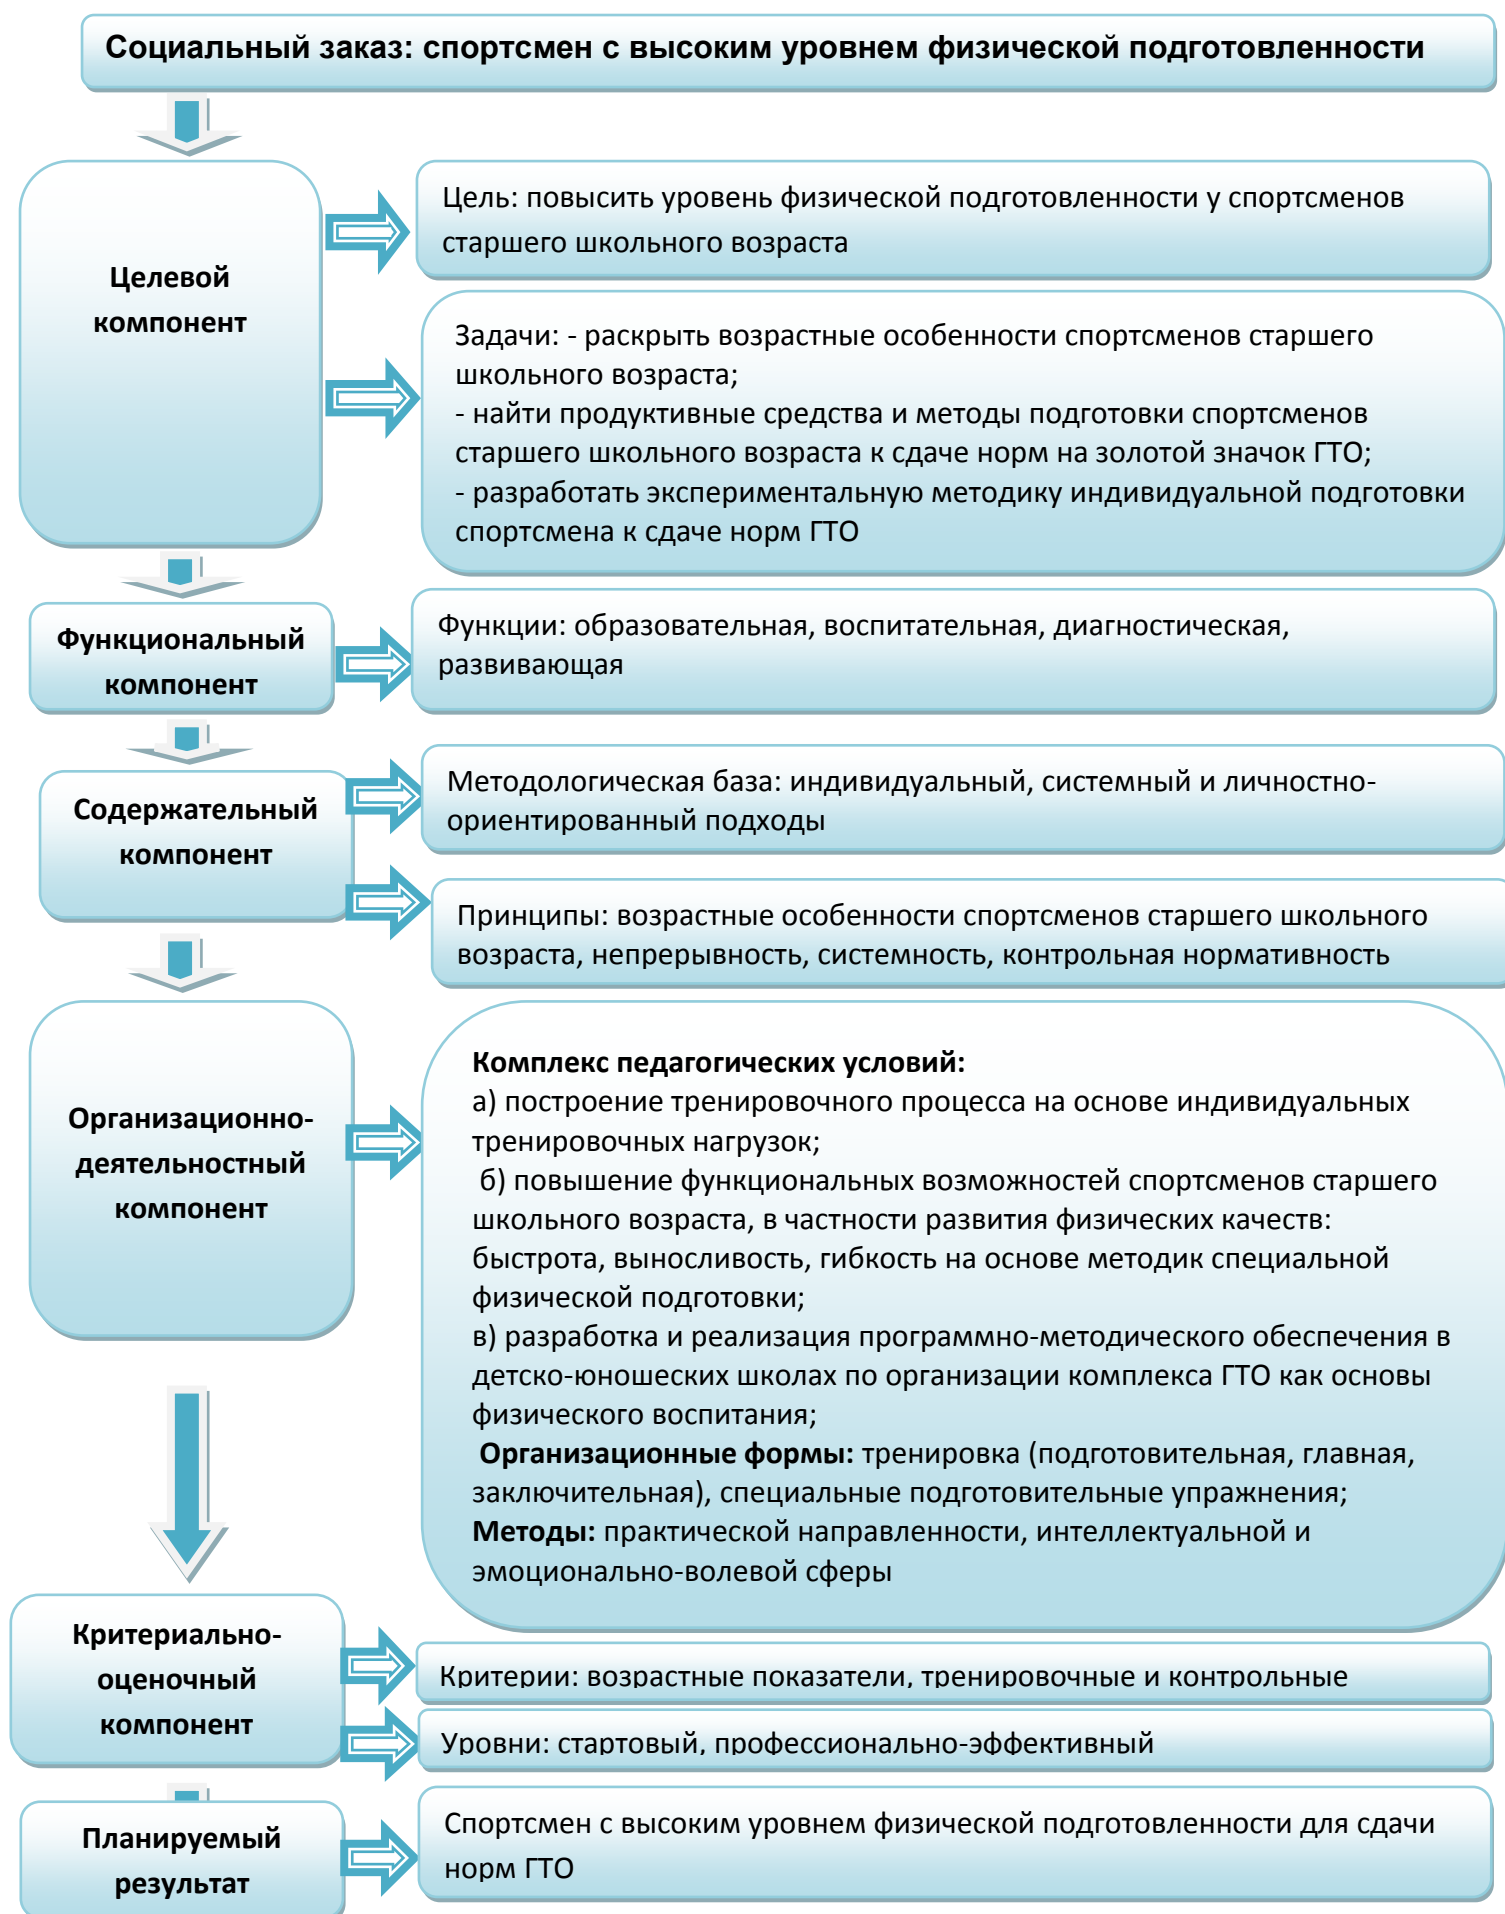 Социальный заказ: спортсмен с высоким уровнем физической подготовленности
Целевой
компонент
Цель: повысить уровень физической подготовленности у спортсменов
старшего школьного возраста
Задачи: - раскрыть возрастные особенности спортсменов старшего
школьного возраста;
- найти продуктивные средства и методы подготовки спортсменов
старшего школьного возраста к сдаче норм на золотой значок ГТО;
- разработать экспериментальную методику индивидуальной подготовки
спортсмена к сдаче норм ГТО
Функциональный
компонент
Функции: образовательная, воспитательная, диагностическая,
развивающая
Содержательный
компонент
Методологическая база: индивидуальный, системный и личностно-
ориентированный подходы
Принципы: возрастные особенности спортсменов старшего школьного
возраста, непрерывность, системность, контрольная нормативность
Организационно-
деятельностный
компонент
Комплекс педагогических условий:
а) построение тренировочного процесса на основе индивидуальных
тренировочных нагрузок;
б) повышение функциональных возможностей спортсменов старшего
школьного возраста, в частности развития физических качеств:
быстрота, выносливость, гибкость на основе методик специальной
физической подготовки;
в) разработка и реализация программно-методического обеспечения в
детско-юношеских школах по организации комплекса ГТО как основы
физического воспитания;
Организационные формы: тренировка (подготовительная, главная,
заключительная), специальные подготовительные упражнения;
Методы: практической направленности, интеллектуальной и
эмоционально-волевой сферы
Критериально-
оценочный
компонент
Критерии: возрастные показатели, тренировочные и контрольные
Уровни: стартовый, профессионально-эффективный
Планируемый
результат
Спортсмен с высоким уровнем физической подготовленности для сдачи
норм ГТО